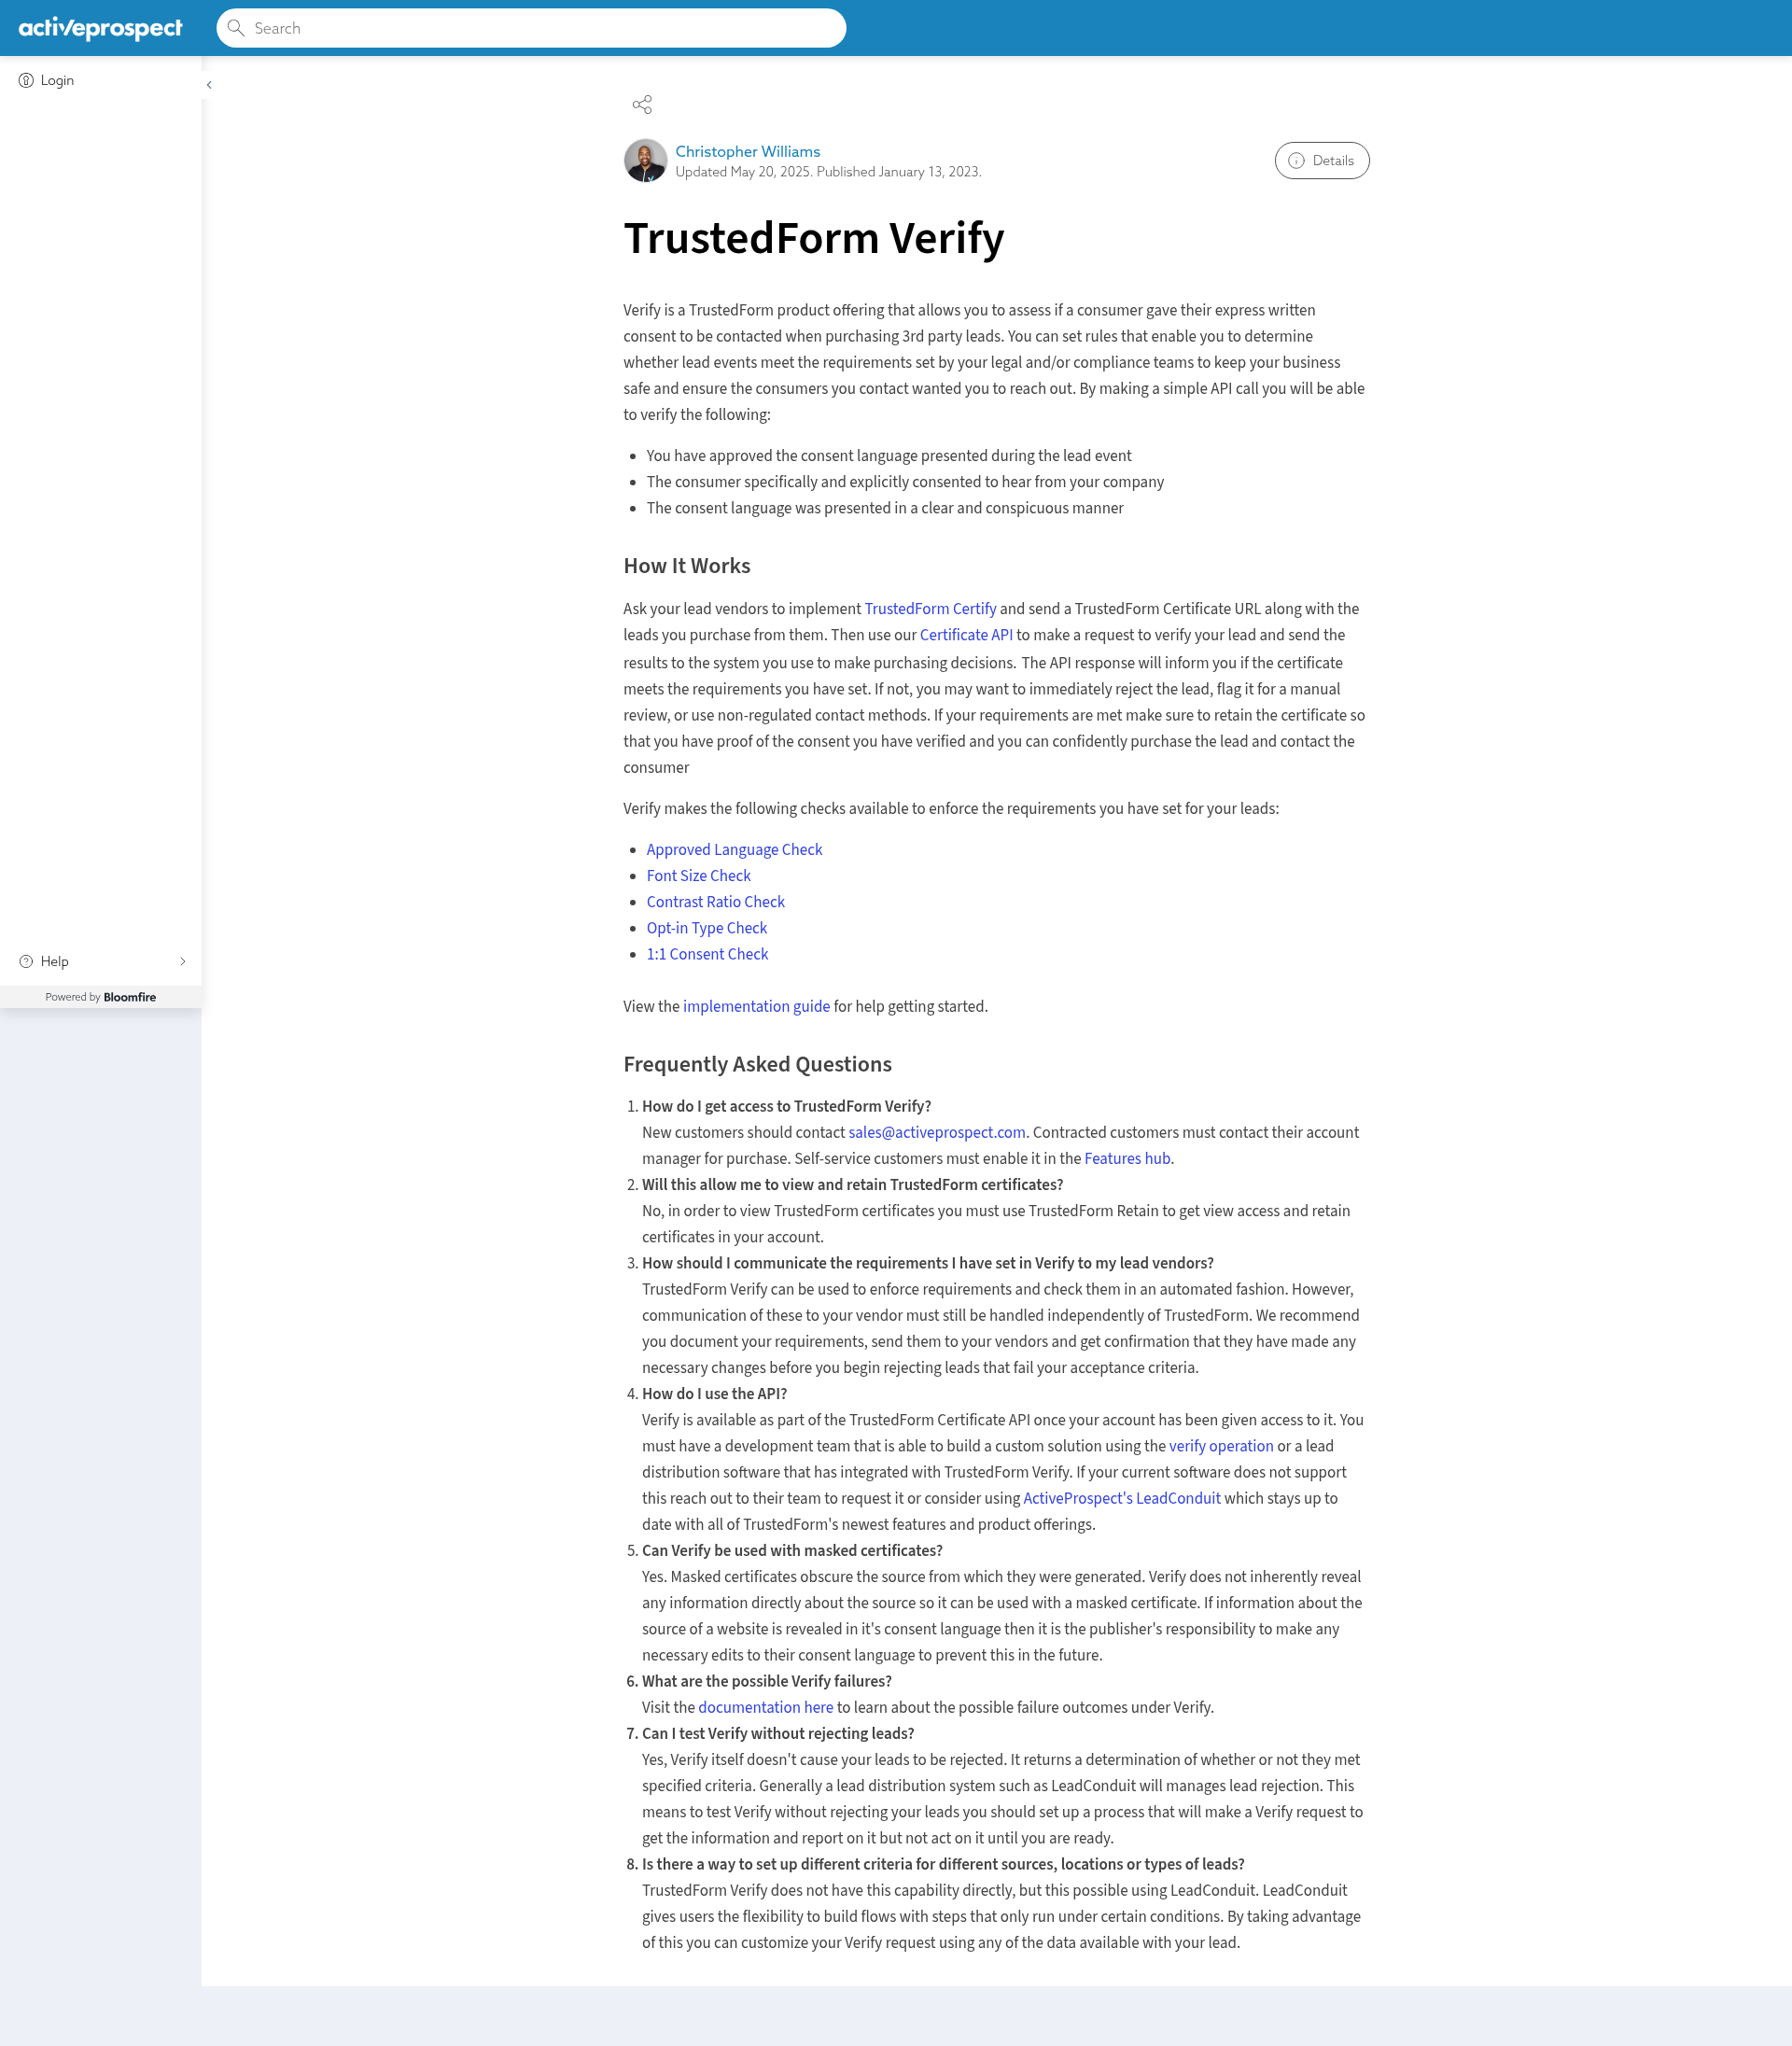 activeprospect
Search
Login
Christopher Williams
Updated May 20, 2025. Published January 13, 2023.
Details
TrustedForm Verify
Verify is a TrustedForm product offering that allows you to assess if a consumer gave their express written
consent to be contacted when purchasing 3rd party leads. You can set rules that enable you to determine
whether lead events meet the requirements set by your legal and/or compliance teams to keep your business
safe and ensure the consumers you contact wanted you to reach out. By making a simple API call you will be able
to verify the following:
• You have approved the consent language presented during the lead event
• The consumer specifically and explicitly consented to hear from your company
• The consent language was presented in a clear and conspicuous manner
How It Works
Ask your lead vendors to implement TrustedForm Certify and send a TrustedForm Certificate URL along with the
leads you purchase from them. Then use our Certificate API to make a request to verify your lead and send the
results to the system you use to make purchasing decisions. The API response will inform you if the certificate
meets the requirements you have set. If not, you may want to immediately reject the lead, flag it for a manual
review, or use non-regulated contact methods. If your requirements are met make sure to retain the certificate so
that you have proof of the consent you have verified and you can confidently purchase the lead and contact the
consumer
Verify makes the following checks available to enforce the requirements you have set for your leads:
• Approved Language Check
• Font Size Check
• Contrast Ratio Check
• Opt-in Type Check
• 1:1 Consent Check
Help
Powered by Bloomfire
View the implementation guide for help getting started.
Frequently Asked Questions
1. How do I get access to TrustedForm Verify?
New customers should contact sales@activeprospect.com. Contracted customers must contact their account
manager for purchase. Self-service customers must enable it in the Features hub.
2. Will this allow me to view and retain TrustedForm certificates?
No, in order to view TrustedForm certificates you must use TrustedForm Retain to get view access and retain
certificates in your account.
3. How should I communicate the requirements I have set in Verify to my lead vendors?
TrustedForm Verify can be used to enforce requirements and check them in an automated fashion. However,
communication of these to your vendor must still be handled independently of TrustedForm. We recommend
you document your requirements, send them to your vendors and get confirmation that they have made any
necessary changes before you begin rejecting leads that fail your acceptance criteria.
4. How do I use the API?
Verify is available as part of the TrustedForm Certificate API once your account has been given access to it. You
must have a development team that is able to build a custom solution using the verify operation or a lead
distribution software that has integrated with TrustedForm Verify. If your current software does not support
this reach out to their team to request it or consider using ActiveProspect's LeadConduit which stays up to
date with all of TrustedForm's newest features and product offerings.
5. Can Verify be used with masked certificates?
Yes. Masked certificates obscure the source from which they were generated. Verify does not inherently reveal
any information directly about the source so it can be used with a masked certificate. If information about the
source of a website is revealed in it's consent language then it is the publisher's responsibility to make any
necessary edits to their consent language to prevent this in the future.
6. What are the possible Verify failures?
Visit the documentation here to learn about the possible failure outcomes under Verify.
7. Can I test Verify without rejecting leads?
Yes, Verify itself doesn't cause your leads to be rejected. It returns a determination of whether or not they met
specified criteria. Generally a lead distribution system such as LeadConduit will manages lead rejection. This
means to test Verify without rejecting your leads you should set up a process that will make a Verify request to
get the information and report on it but not act on it until you are ready.
8. Is there a way to set up different criteria for different sources, locations or types of leads?
TrustedForm Verify does not have this capability directly, but this possible using LeadConduit. LeadConduit
gives users the flexibility to build flows with steps that only run under certain conditions. By taking advantage
of this you can customize your Verify request using any of the data available with your lead.